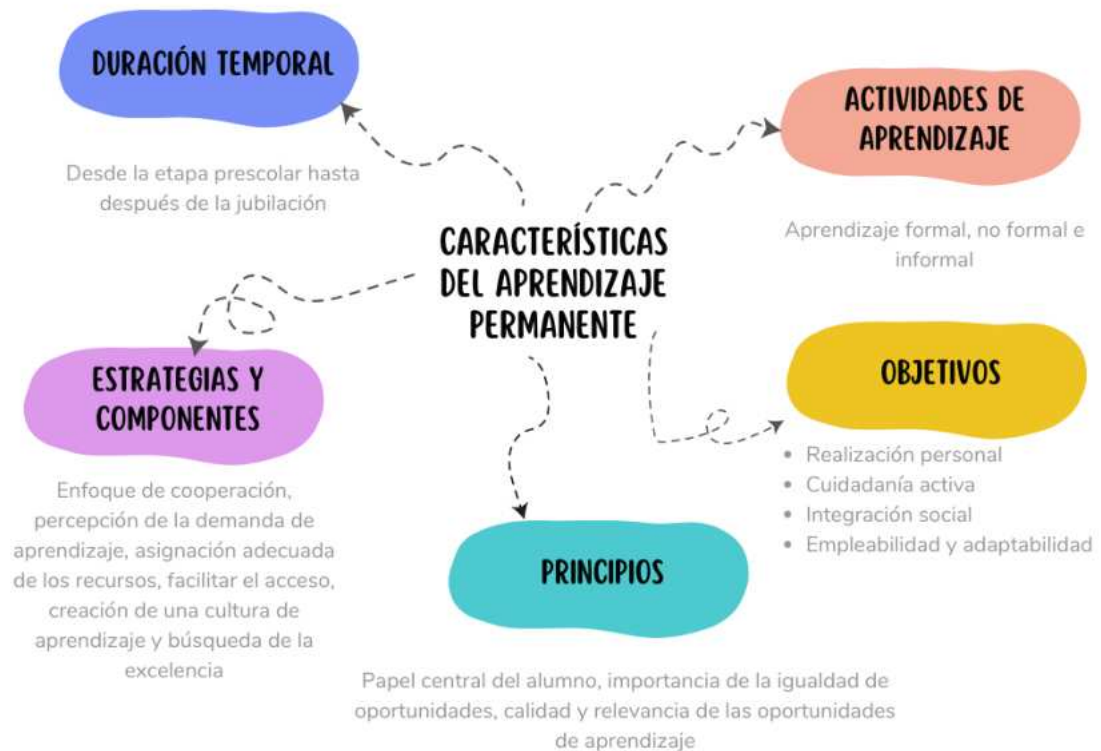 DURACIÓN TEMPORAL
Desde la etapa prescolar hasta
después de la jubilación
ACTIVIDADES DE
APRENDIZAJE
Aprendizaje formal, no formal e
informal
CARACTERÍSTICAS
DEL APRENDIZAJE
PERMANENTE
ESTRATEGIAS Y
COMPONENTES
Enfoque de cooperación,
percepción de la demanda de
aprendizaje, asignación adecuada
de los recursos, facilitar el acceso,
creación de una cultura de
aprendizaje y búsqueda de la
excelencia
OBJETIVOS
• Realización personal
• Cuidadanía activa
• Integración social
• Empleabilidad y adaptabilidad
PRINCIPIOS
Papel central del alumno, importancia de la igualdad de
oportunidades, calidad y relevancia de las oportunidades
de aprendizaje